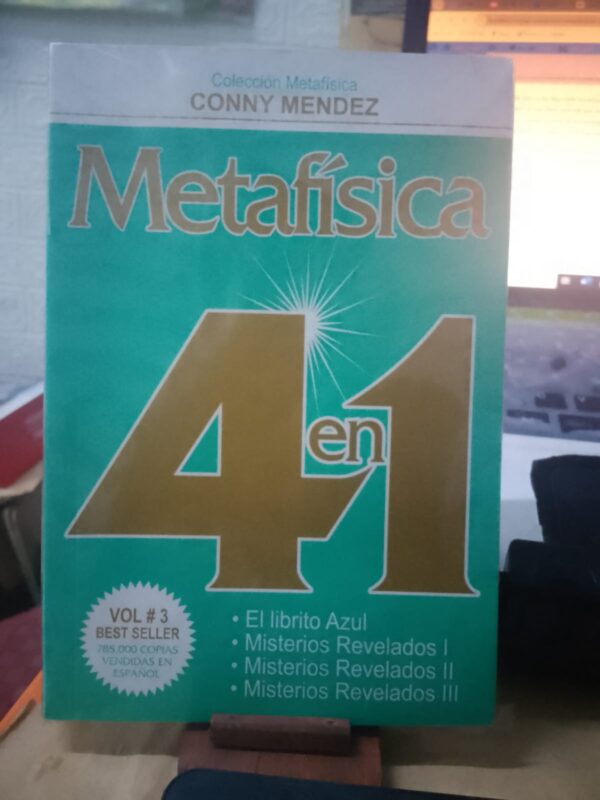 Colección Metafísica
CONNY MENDEZ
Metafísica
4 en 1
VOL # 3
BEST SELLER
785.000 COPIAS
VENDIDAS EN
ESPAÑOL
• El librito Azul
• Misterios Revelados I
• Misterios Revelados II
• Misterios Revelados III